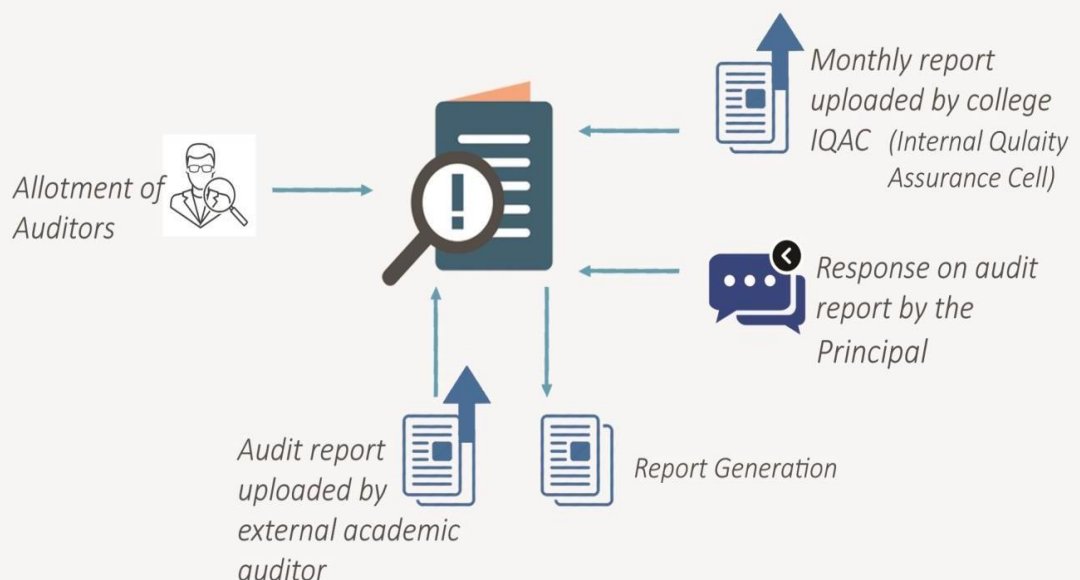 Allotment of
Auditors
Monthly report
uploaded by college
IQAC (Internal Qulaity
Assurance Cell)
Response on audit
report by the
Principal
Audit report
uploaded by
external academic
auditor
Report Generation